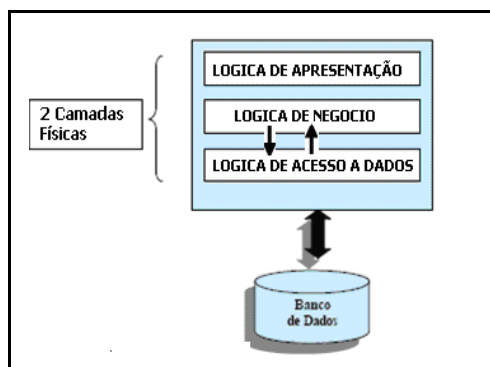 LOGICA DE APRESENTAÇÃO
2 Camadas
Físicas
LOGICA DE NEGOCIO
LOGICA DE ACESSO A DADOS
Banco
de Dados